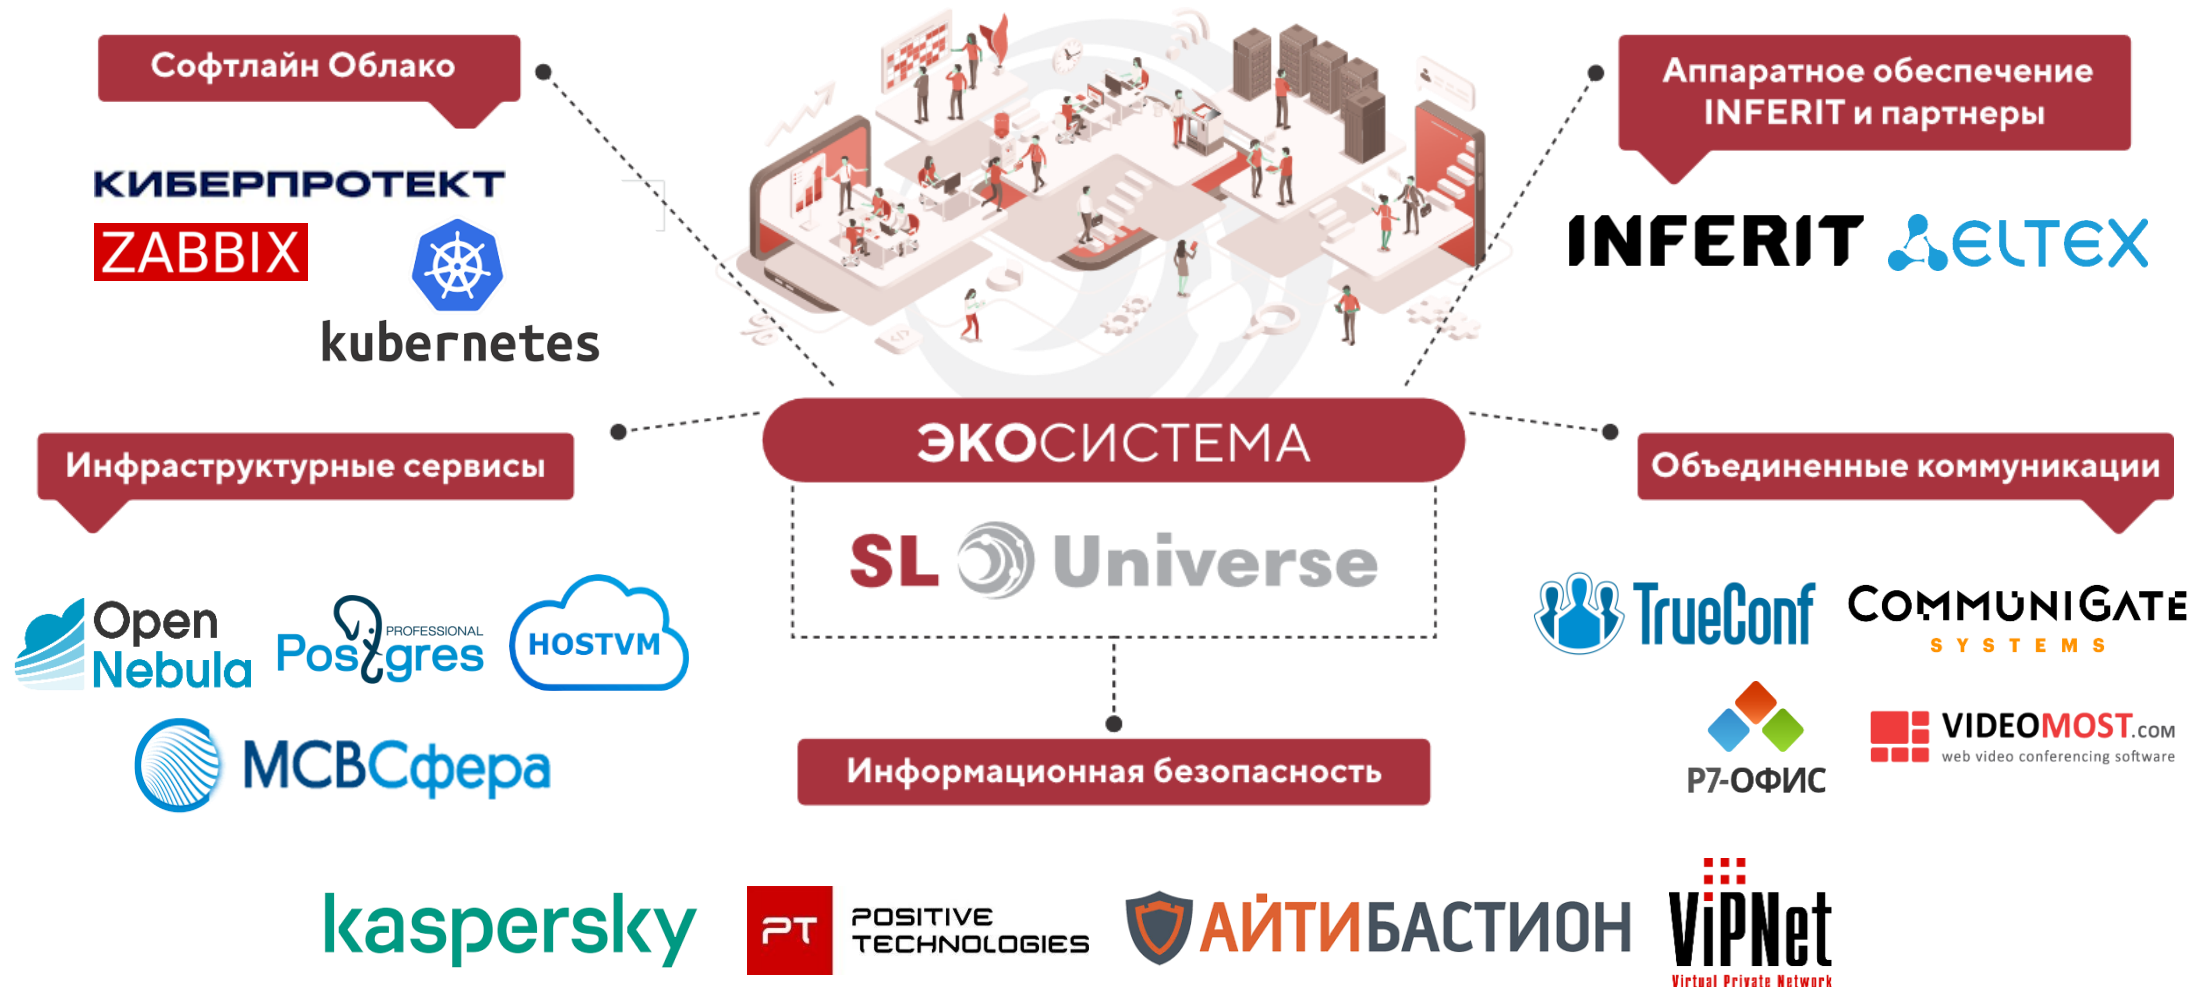 Софтлайн Облако
КИБЕРПРОТЕКТ
ZABBIX
kubernetes
Аппаратное обеспечение
INFERIT и партнеры
INFERIT
ELTEX
ЭКОСИСТЕМА
SL Universe
Инфраструктурные сервисы
Open
Nebula
PROFESSIONAL
Postgres
HOSTVM
МСВСфера
Объединенные коммуникации
TrueConf
COMMUNIGATE
SYSTEMS
Р7-ОФИС
VIDEOMOST.COM
web video conferencing software
Информационная безопасность
kaspersky
PT
POSITIVE
TECHNOLOGIES
АЙТИБАСТИОН
ViPNet
Virtual Private Network